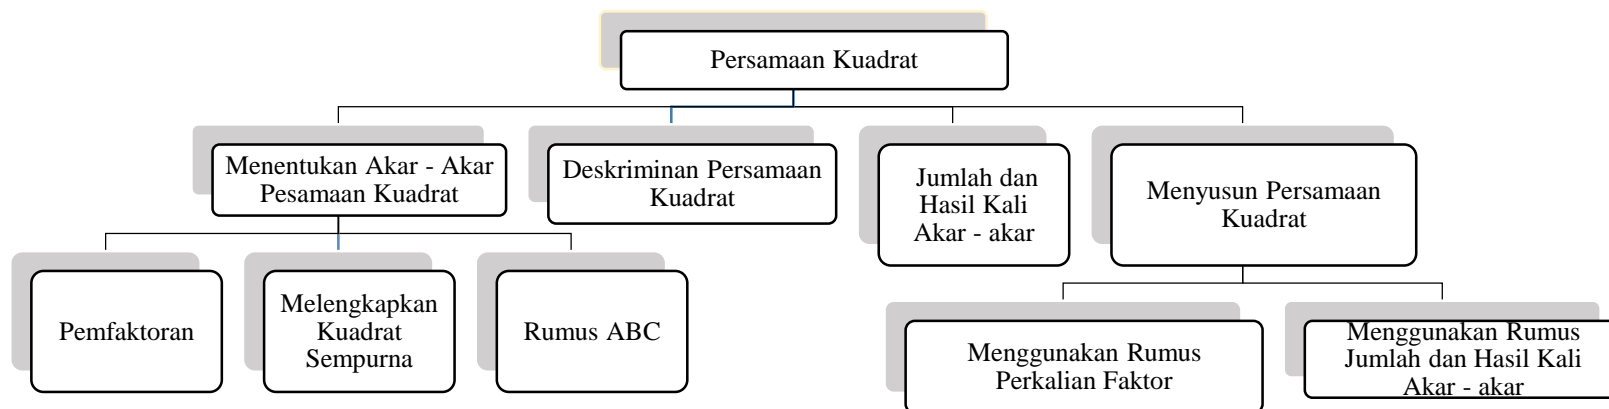 Persamaan Kuadrat
Menentukan Akar - Akar
Pesamaan Kuadrat
Deskriminan Persamaan
Kuadrat
Jumlah dan
Hasil Kali
Akar - akar
Menyusun Persamaan
Kuadrat
Pemfaktoran
Melengkapkan
Kuadrat
Sempurna
Rumus ABC
Menggunakan Rumus
Perkalian Faktor
Menggunakan Rumus
Jumlah dan Hasil Kali
Akar - akar